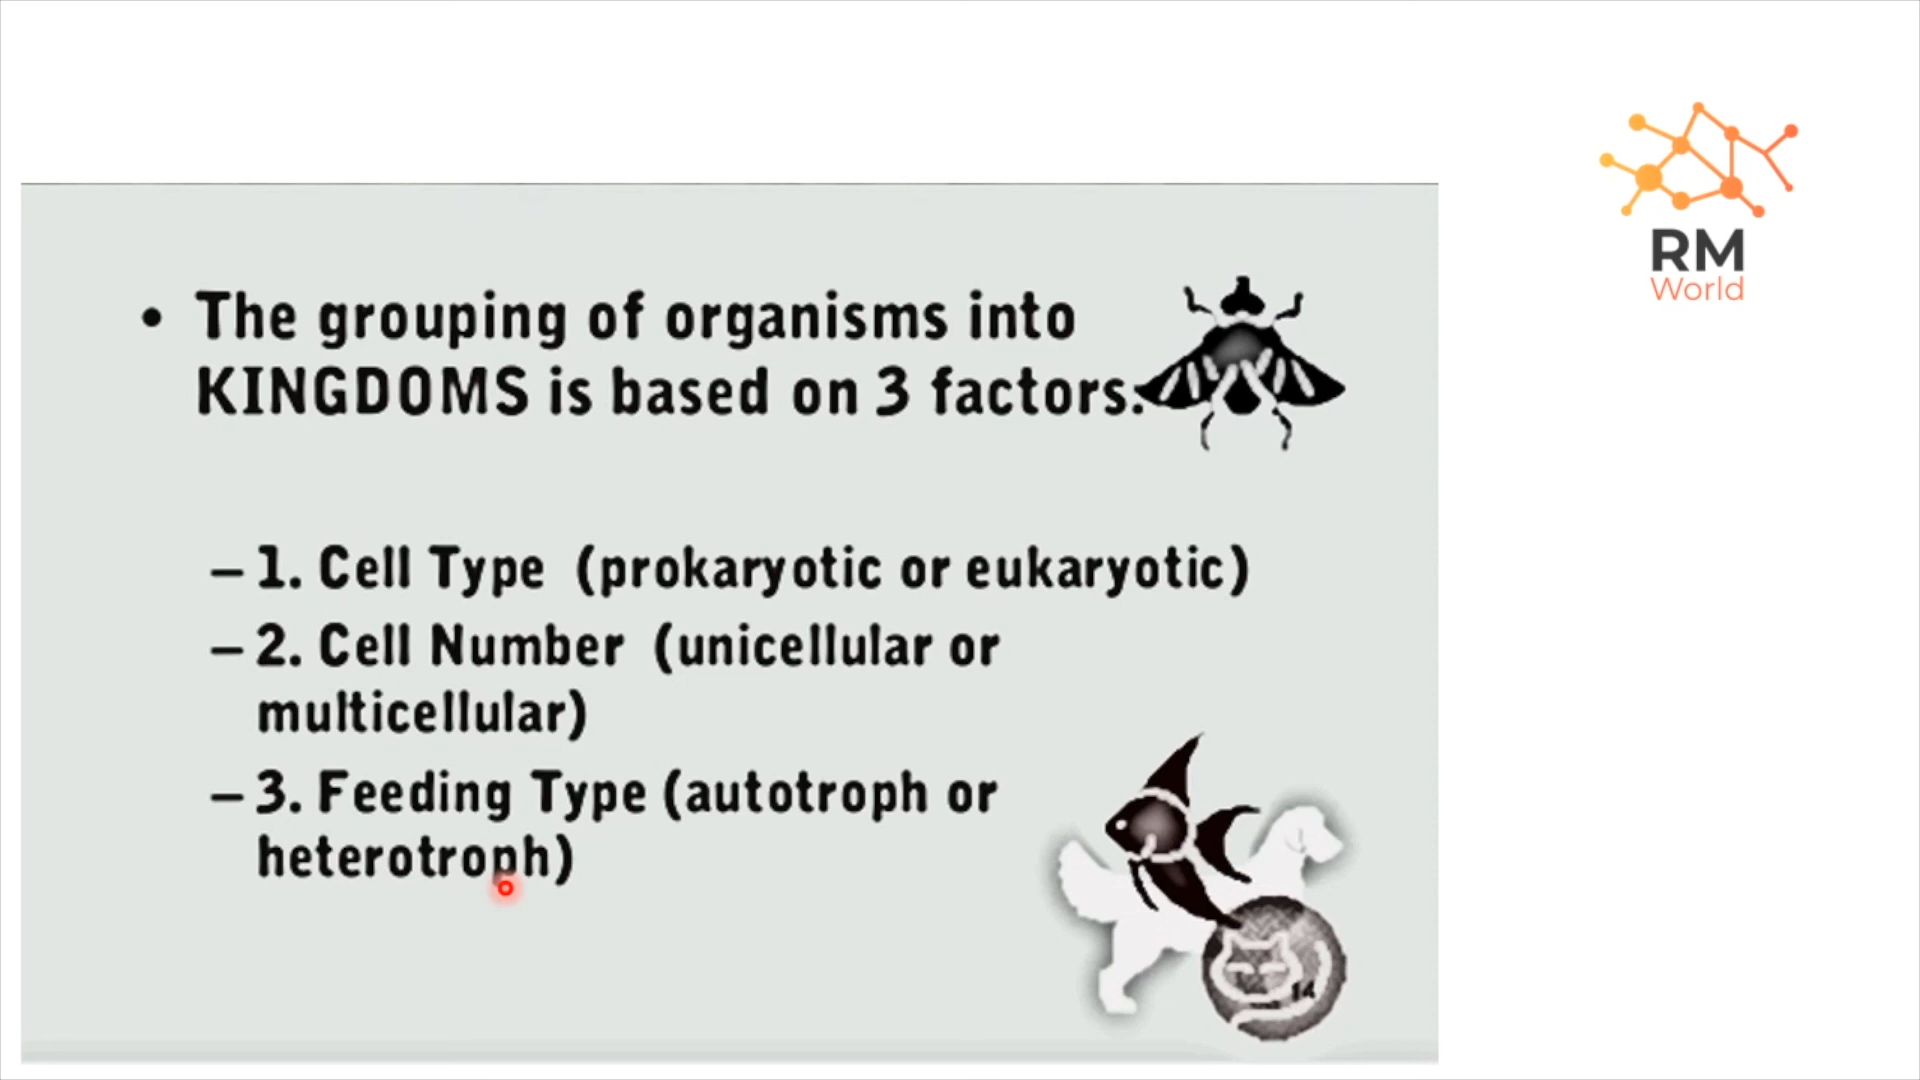 The grouping of organisms into
KINGDOMS is based on 3 factors.
– 1. Cell Type (prokaryotic or eukaryotic)
– 2. Cell Number (unicellular or
multicellular)
– 3. Feeding Type (autotroph or
heterotroph)
14
RM
World